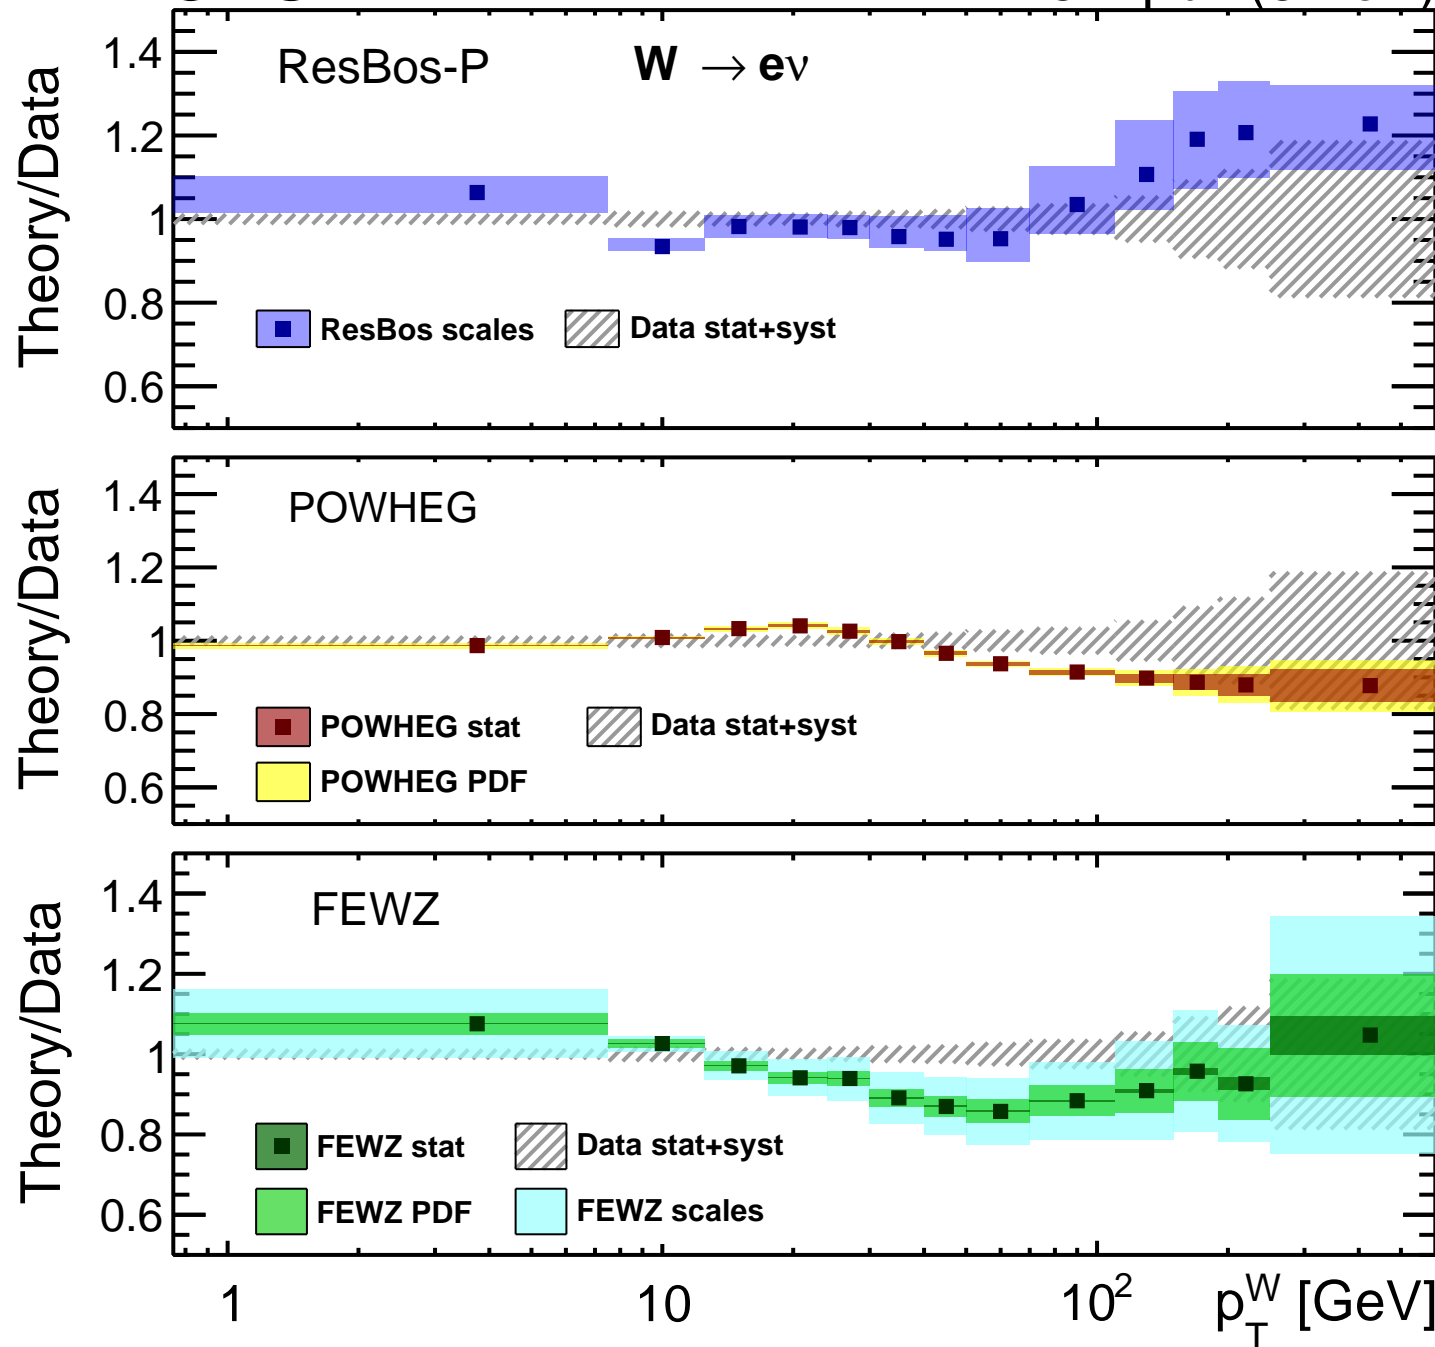 ResBos-P W → eν
Theory/Data
1.4
1.2
1
0.8
0.6
ResBos scales Data stat+syst
POWHEG
Theory/Data
1.4
1.2
1
0.8
0.6
POWHEG stat Data stat+syst
POWHEG PDF
FEWZ
Theory/Data
1.4
1.2
1
0.8
0.6
FEWZ stat Data stat+syst
FEWZ PDF FEWZ scales
1 10 10² p_T^W [GeV]